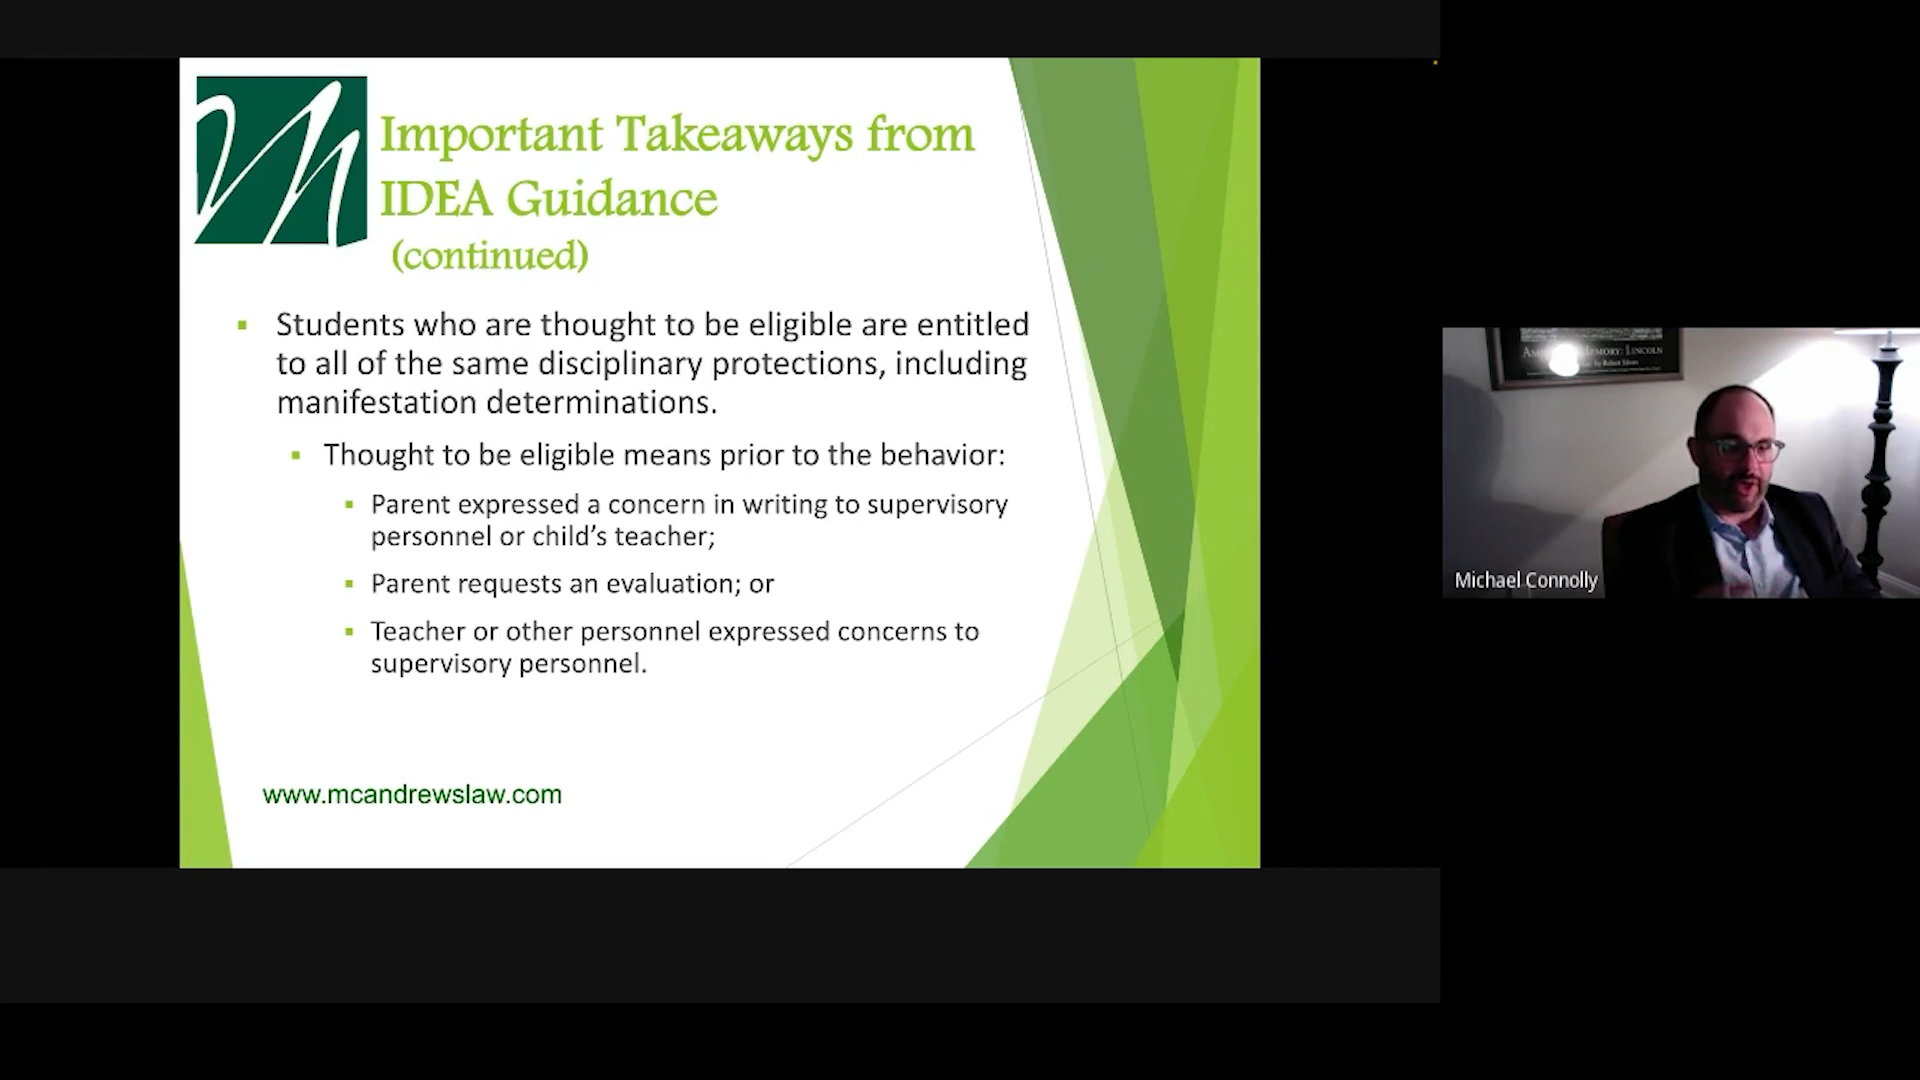 Important Takeaways from
IDEA Guidance
(continued)
Students who are thought to be eligible are entitled
to all of the same disciplinary protections, including
manifestation determinations.
Thought to be eligible means prior to the behavior:
Parent expressed a concern in writing to supervisory
personnel or child's teacher;
Parent requests an evaluation; or
Teacher or other personnel expressed concerns to
supervisory personnel.
www.mcandrewslaw.com
Michael Connolly